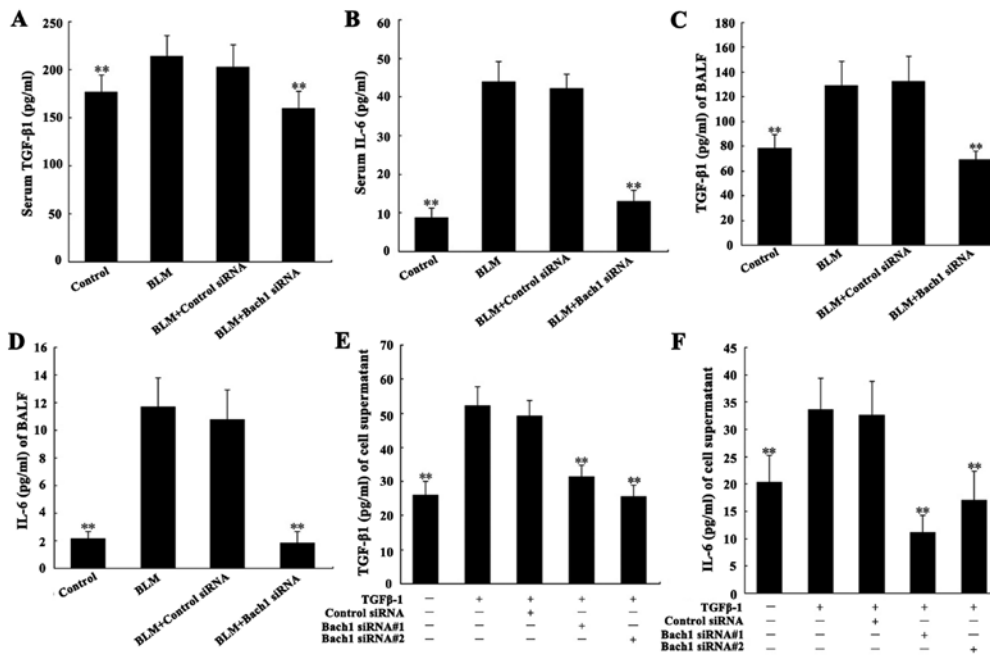 A
Serum TGF-β1 (pg/ml)
250
200
150
100
50
0
**
**
Control
BLM
BLM+Control siRNA
BLM+Bach1 siRNA
B
Serum IL-6 (pg/ml)
60
50
40
30
20
10
0
**
**
Control
BLM
BLM+Control siRNA
BLM+Bach1 siRNA
C
TGF-β1 (pg/ml) of BALF
180
160
140
120
100
80
60
40
20
0
**
**
Control
BLM
BLM+Control siRNA
BLM+Bach1 siRNA
D
IL-6 (pg/ml) of BALF
16
14
12
10
8
6
4
2
0
**
**
Control
BLM
BLM+Control siRNA
BLM+Bach1 siRNA
E
TGF-β1 (pg/ml) of cell supermatant
70
60
50
40
30
20
10
0
**
**
**
TGFβ-1 − + + + +
Control siRNA − − + − −
Bach1 siRNA#1 − − − + −
Bach1 siRNA#2 − − − − +
F
IL-6 (pg/ml) of cell supermatant
45
40
35
30
25
20
15
10
5
0
**
**
**
TGFβ-1 − + + + +
Control siRNA − − + − −
Bach1 siRNA#1 − − − + −
Bach1 siRNA#2 − − − − +